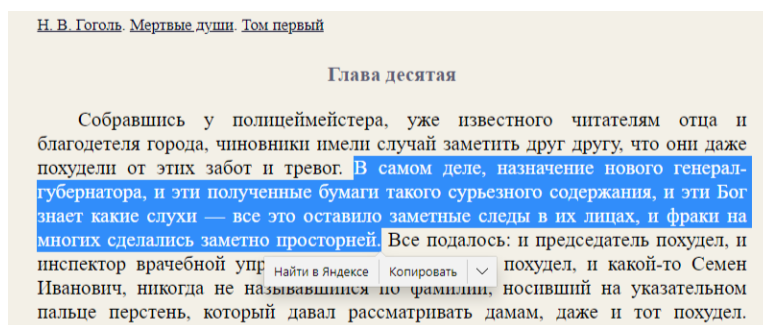 Н. В. Гоголь. Мертвые души. Том первый
Глава десятая
Собравшись у полицеймейстера, уже известного читателям отца и
благодетеля города, чиновники имели случай заметить друг другу, что они даже
похудели от этих забот и тревог. В самом деле, назначение нового генерал-
губернатора, и эти полученные бумаги такого сурьезного содержания, и эти Бог
знает какие слухи — все это оставило заметные следы в их лицах, и фраки на
многих сделались заметно просторней. Все подалось: и председатель похудел, и
инспектор врачебной упр похудел, и какой-то Семен
Найти в Яндексе Копировать
Иванович, никогда не называвшийся по фамилии, носивший на указательном
пальце перстень, который давал рассматривать дамам, даже и тот похудел.